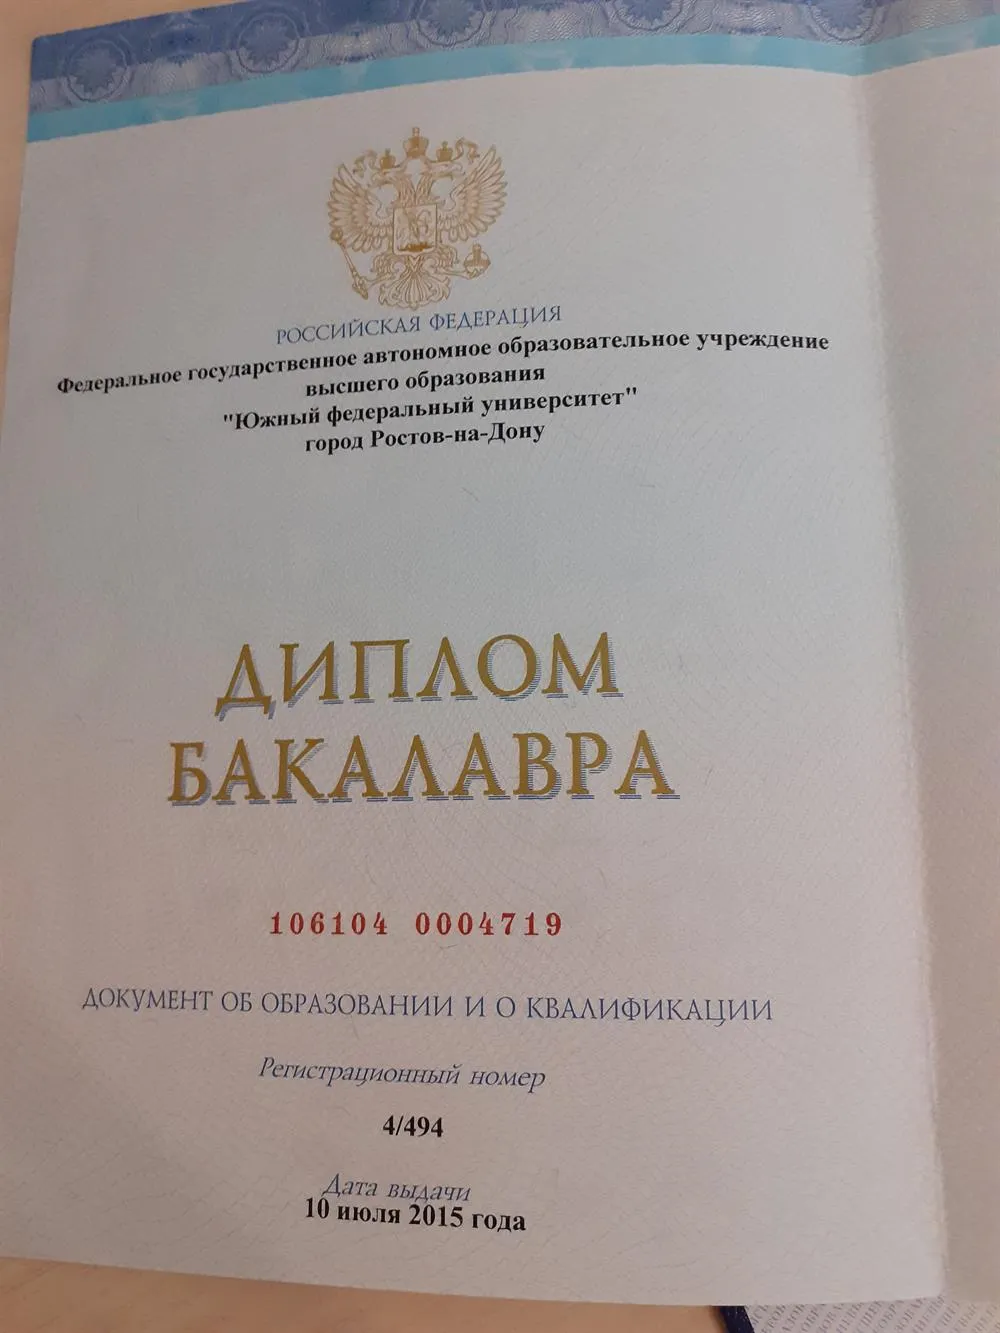 РОССИЙСКАЯ ФЕДЕРАЦИЯ
Федеральное государственное автономное образовательное учреждение
высшего образования
"Южный федеральный университет"
город Ростов-на-Дону
ДИПЛОМ
БАКАЛАВРА
106104 0004719
ДОКУМЕНТ ОБ ОБРАЗОВАНИИ И О КВАЛИФИКАЦИИ
Регистрационный номер
4/494
Дата выдачи
10 июля 2015 года